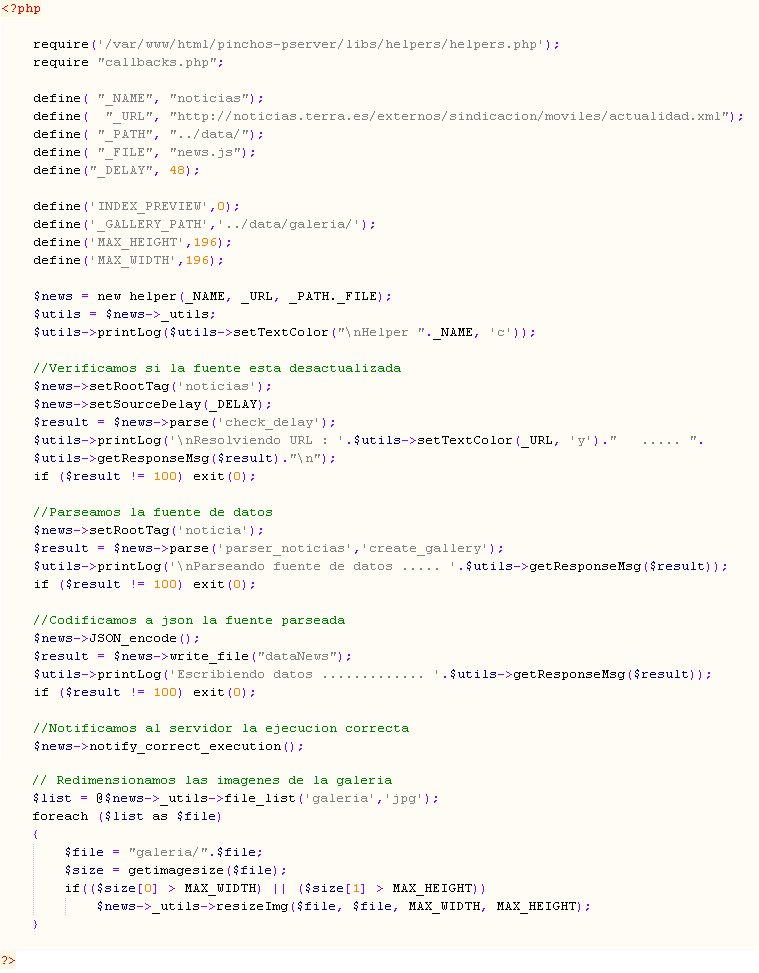 <?php
require('/var/www/html/pinchos-pserver/libs/helpers/helpers.php');
require "callbacks.php";
define( "_NAME", "noticias");
define(  "_URL", "http://noticias.terra.es/externos/sindicacion/moviles/actualidad.xml");
define( "_PATH", "../data/");
define( "_FILE", "news.js");
define("_DELAY", 48);
define('INDEX_PREVIEW',0);
define('_GALLERY_PATH','../data/galeria/');
define('MAX_HEIGHT',196);
define('MAX_WIDTH',196);
$news = new helper(_NAME, _URL, _PATH._FILE);
$utils = $news->_utils;
$utils->printLog($utils->setTextColor("\nHelper "._NAME, 'c'));
//Verificamos si la fuente esta desactualizada
$news->setRootTag('noticias');
$news->setSourceDelay(_DELAY);
$result = $news->parse('check_delay');
$utils->printLog('\nResolviendo URL : '.$utils->setTextColor(_URL, 'y')."   ..... ".
$utils->getResponseMsg($result)."\n");
if ($result != 100) exit(0);
//Parseamos la fuente de datos
$news->setRootTag('noticia');
$result = $news->parse('parser_noticias','create_gallery');
$utils->printLog('\nParseando fuente de datos ..... '.$utils->getResponseMsg($result));
if ($result != 100) exit(0);
//Codificamos a json la fuente parseada
$news->JSON_encode();
$result = $news->write_file("dataNews");
$utils->printLog('Escribiendo datos ............. '.$utils->getResponseMsg($result));
if ($result != 100) exit(0);
//Notificamos al servidor la ejecucion correcta
$news->notify_correct_execution();
// Redimensionamos las imagenes de la galeria
$list = @$news->_utils->file_list('galeria','jpg');
foreach ($list as $file)
{
$file = "galeria/".$file;
$size = getimagesize($file);
if(($size[0] > MAX_WIDTH) || ($size[1] > MAX_HEIGHT))
$news->_utils->resizeImg($file, $file, MAX_WIDTH, MAX_HEIGHT);
}
?>